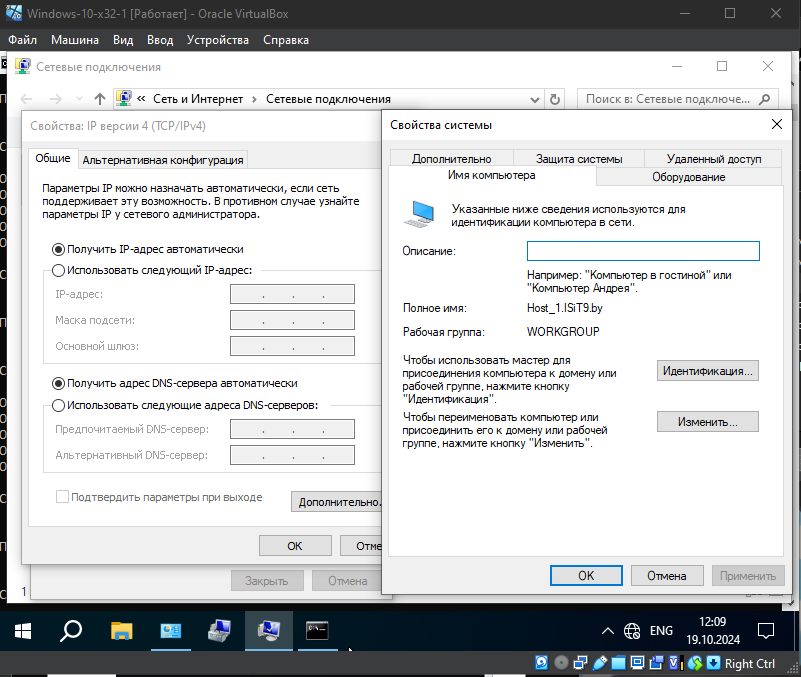 Windows-10-x32-1 [Работает] - Oracle VirtualBox
Файл Машина Вид Ввод Устройства Справка
Сетевые подключения
« Сеть и Интернет › Сетевые подключения
Поиск в: Сетевые подключе...
Свойства: IP версии 4 (TCP/IPv4)
Общие
Альтернативная конфигурация
Параметры IP можно назначать автоматически, если сеть
поддерживает эту возможность. В противном случае узнайте
параметры IP у сетевого администратора.
Получить IP-адрес автоматически
Использовать следующий IP-адрес:
IP-адрес:
Маска подсети:
Основной шлюз:
Получить адрес DNS-сервера автоматически
Использовать следующие адреса DNS-серверов:
Предпочитаемый DNS-сервер:
Альтернативный DNS-сервер:
Подтвердить параметры при выходе
Дополнительно.
ОК
Отме
Закрыть
Отмена
1
Свойства системы
Дополнительно
Защита системы
Удаленный доступ
Имя компьютера
Оборудование
Указанные ниже сведения используются для
идентификации компьютера в сети.
Описание:
Например: "Компьютер в гостиной" или
"Компьютер Андрея".
Полное имя: Host_1.ISiT9.by
Рабочая группа: WORKGROUP
Чтобы использовать мастер для
присоединения компьютера к домену или
рабочей группе, нажмите кнопку
"Идентификация".
Идентификация...
Чтобы переименовать компьютер или
присоединить его к домену или рабочей
группе, нажмите кнопку "Изменить".
Изменить...
ОК
Отмена
Применить
ENG
12:09
19.10.2024
Right Ctrl